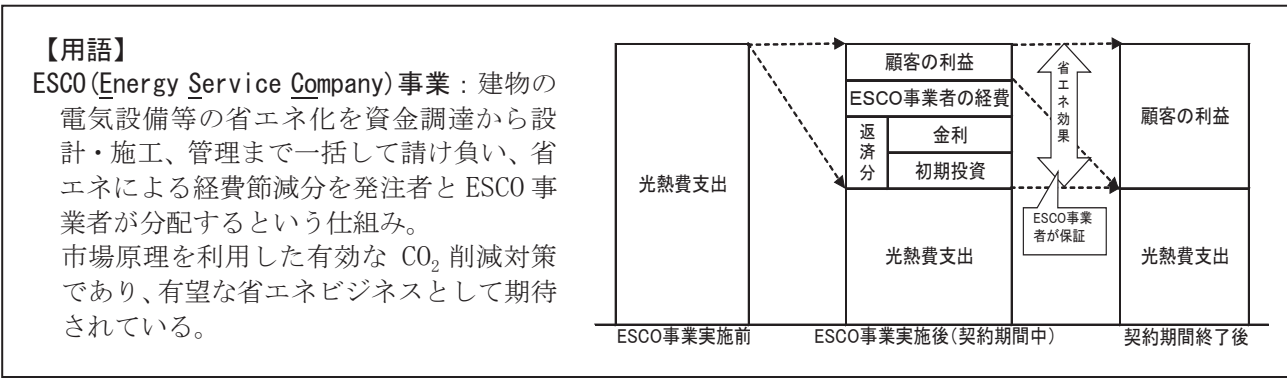 【用語】
ESCO(Energy Service Company)事業：建物の
電気設備等の省エネ化を資金調達から設
計・施工、管理まで一括して請け負い、省
エネによる経費節減分を発注者と ESCO 事
業者が分配するという仕組み。
市場原理を利用した有効な CO₂ 削減対策
であり、有望な省エネビジネスとして期待
されている。
光熱費支出
ESCO事業実施前
顧客の利益
ESCO事業者の経費
返済分
金利
初期投資
光熱費支出
ESCO事業実施後(契約期間中)
省エネ効果
ESCO事業
者が保証
顧客の利益
光熱費支出
契約期間終了後